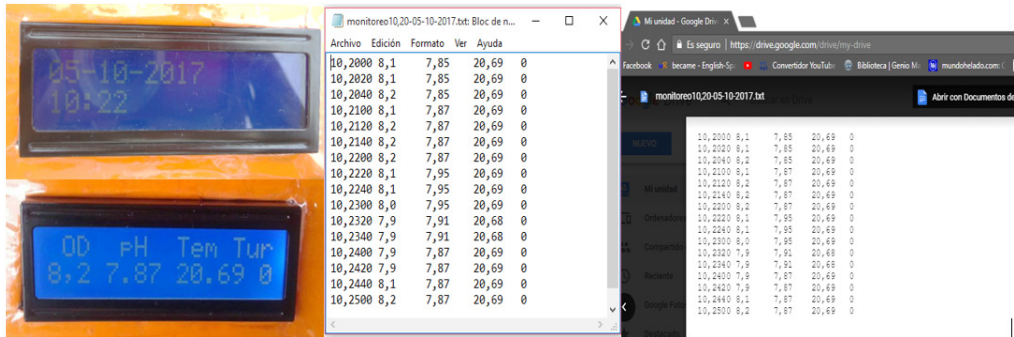 05-10-2017
10:22
OD pH Tem Tur
8,2 7.87 20.69 0
monitoreo10,20-05-10-2017.txt: Bloc de n...
Archivo Edición Formato Ver Ayuda
10,2000 8,1 7,85 20,69 0
10,2020 8,1 7,85 20,69 0
10,2040 8,2 7,85 20,69 0
10,2100 8,1 7,87 20,69 0
10,2120 8,2 7,87 20,69 0
10,2140 8,2 7,87 20,69 0
10,2200 8,2 7,87 20,69 0
10,2220 8,1 7,95 20,69 0
10,2240 8,1 7,95 20,69 0
10,2300 8,0 7,95 20,69 0
10,2320 7,9 7,91 20,68 0
10,2340 7,9 7,91 20,68 0
10,2400 7,9 7,87 20,69 0
10,2420 7,9 7,87 20,69 0
10,2440 8,1 7,87 20,69 0
10,2500 8,2 7,87 20,69 0
Mi unidad - Google Driv
Es seguro | https://drive.google.com/drive/my-drive
Facebook became - English-Sp Convertidor YouTube Biblioteca | Genio Ma mundohelado.com: C
monitoreo10,20-05-10-2017.txt
Abrir con Documentos de
NUEVO
Mi unidad
Ordenadores
Compartido
Reciente
Google Fotos
Destacado
10,2000 8,1 7,85 20,69 0
10,2020 8,1 7,85 20,69 0
10,2040 8,2 7,85 20,69 0
10,2100 8,1 7,87 20,69 0
10,2120 8,2 7,87 20,69 0
10,2140 8,2 7,87 20,69 0
10,2200 8,2 7,87 20,69 0
10,2220 8,1 7,95 20,69 0
10,2240 8,1 7,95 20,69 0
10,2300 8,0 7,95 20,69 0
10,2320 7,9 7,91 20,68 0
10,2340 7,9 7,91 20,68 0
10,2400 7,9 7,87 20,69 0
10,2420 7,9 7,87 20,69 0
10,2440 8,1 7,87 20,69 0
10,2500 8,2 7,87 20,69 0